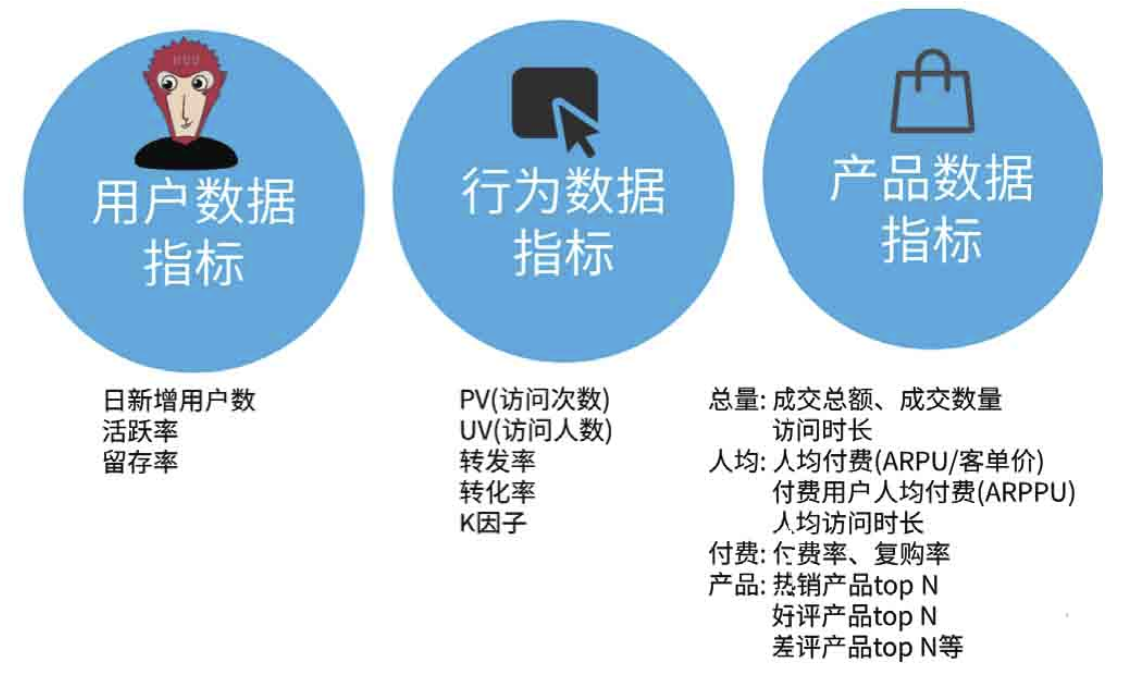 用户数据
指标
日新增用户数
活跃率
留存率
行为数据
指标
PV(访问次数)
UV(访问人数)
转发率
转化率
K因子
产品数据
指标
总量: 成交总额、成交数量
访问时长
人均: 人均付费(ARPU/客单价)
付费用户人均付费(ARPPU)
人均访问时长
付费: 付费率、复购率
产品: 热销产品top N
好评产品top N
差评产品top N等